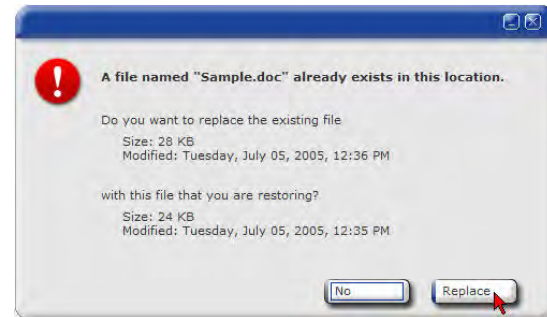 A file named "Sample.doc" already exists in this location.
Do you want to replace the existing file
Size: 28 KB
Modified: Tuesday, July 05, 2005, 12:36 PM
with this file that you are restoring?
Size: 24 KB
Modified: Tuesday, July 05, 2005, 12:35 PM
No
Replace